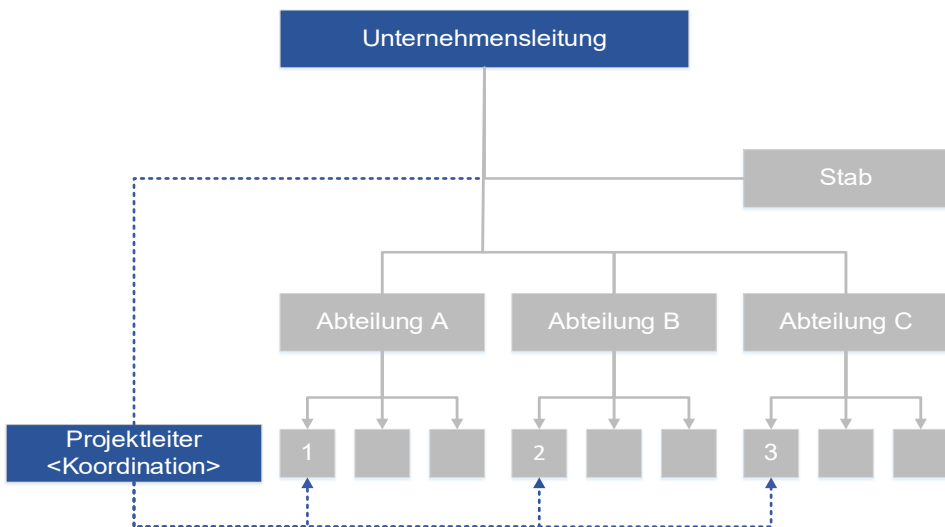 Unternehmensleitung
Stab
Abteilung A
Abteilung B
Abteilung C
Projektleiter
<Koordination>
1
2
3